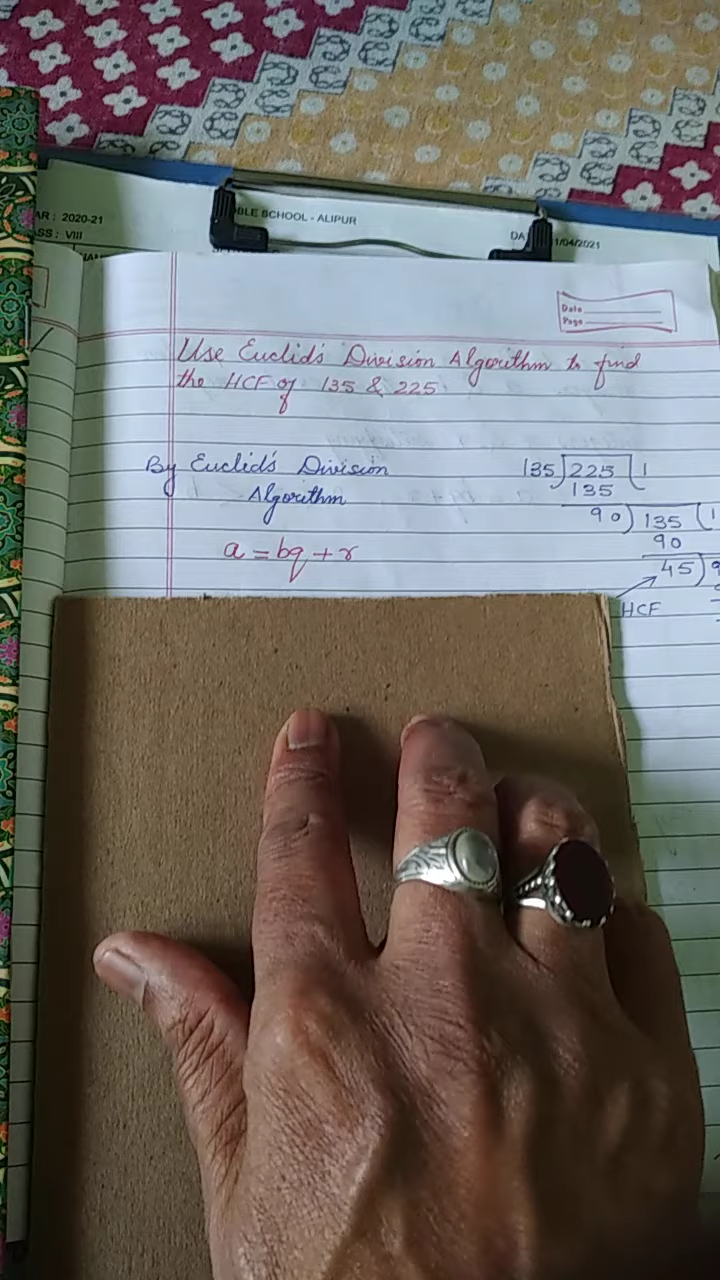 AR : 2020-21
BLE SCHOOL - ALIPUR
DA
1/04/2021
SS : VIII
Date
Page
Use Euclid's Division Algorithm to find
the HCF of 135 & 225
By Euclid's Division
Algorithm
a = bq + r
135) 225 (1
135
90) 135 (1
90
45) 9
HCF